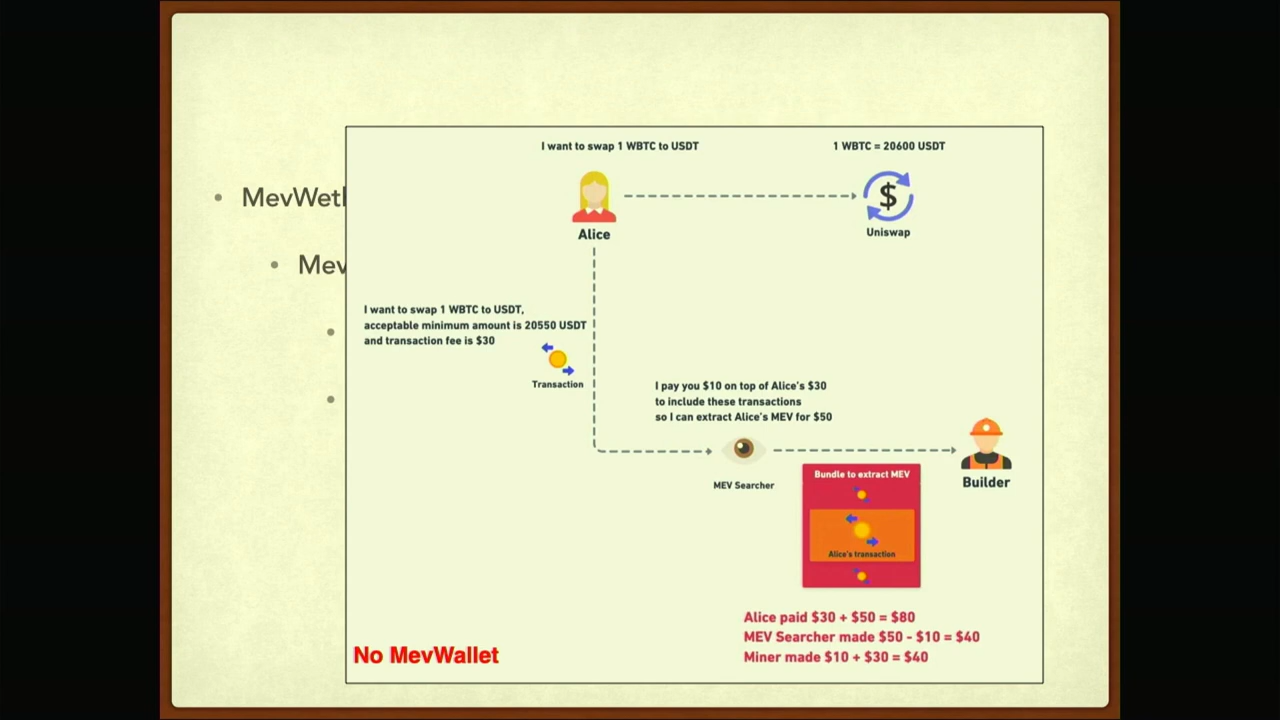 I want to swap 1 WBTC to USDT
1 WBTC = 20600 USDT
Alice
Uniswap
I want to swap 1 WBTC to USDT,
acceptable minimum amount is 20550 USDT
and transaction fee is $30
Transaction
I pay you $10 on top of Alice's $30
to include these transactions
so I can extract Alice's MEV for $50
MEV Searcher
Builder
Bundle to extract MEV
Alice's transaction
Alice paid $30 + $50 = $80
MEV Searcher made $50 - $10 = $40
Miner made $10 + $30 = $40
No MevWallet